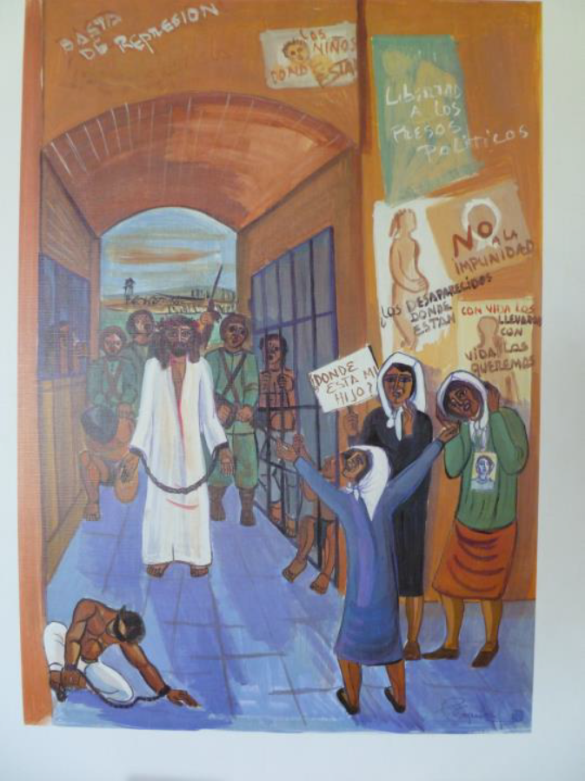 BASTA
DE REPRESION
LOS
NIÑOS
DONDE ESTAN
LIBERTAD
A LOS
PRESOS
POLITICOS
NO A LA
IMPUNIDAD
LOS DESAPARECIDOS
DONDE
ESTAN
CON VIDA LOS
LLEVARON
CON
VIDA LOS
QUEREMOS
DONDE
ESTA MI
HIJO?